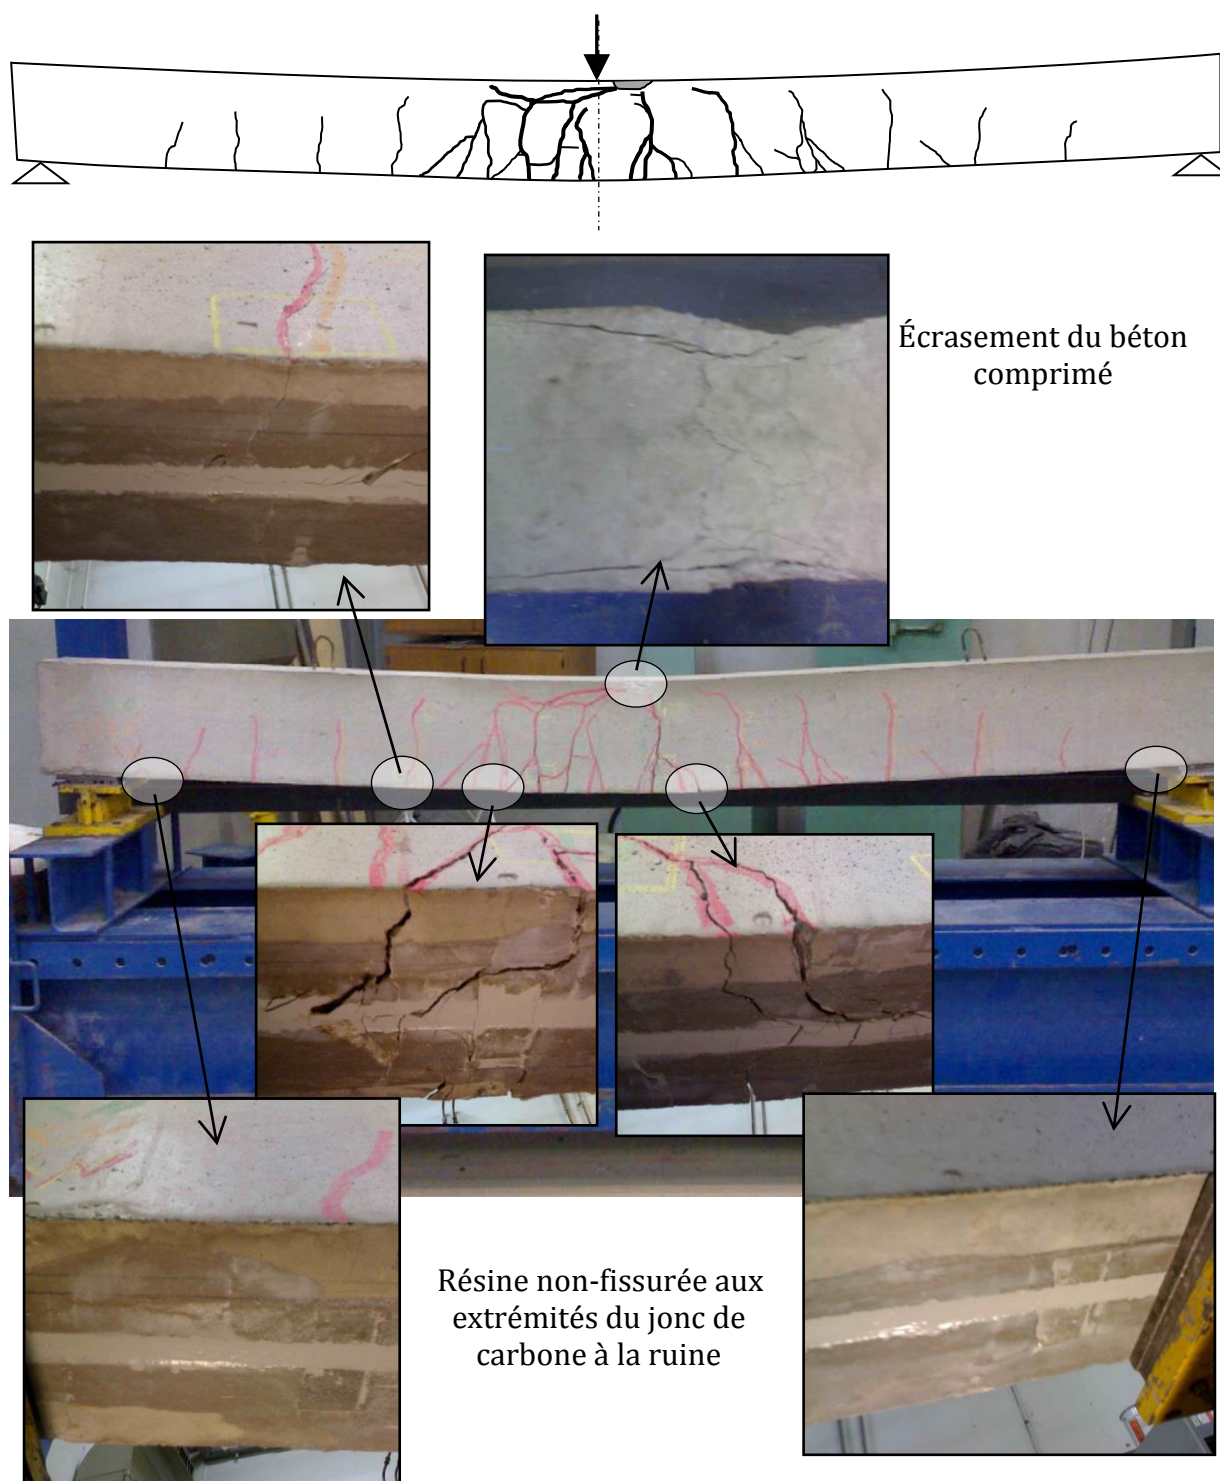 Écrasement du béton
comprimé
Résine non-fissurée aux
extrémités du jonc de
carbone à la ruine